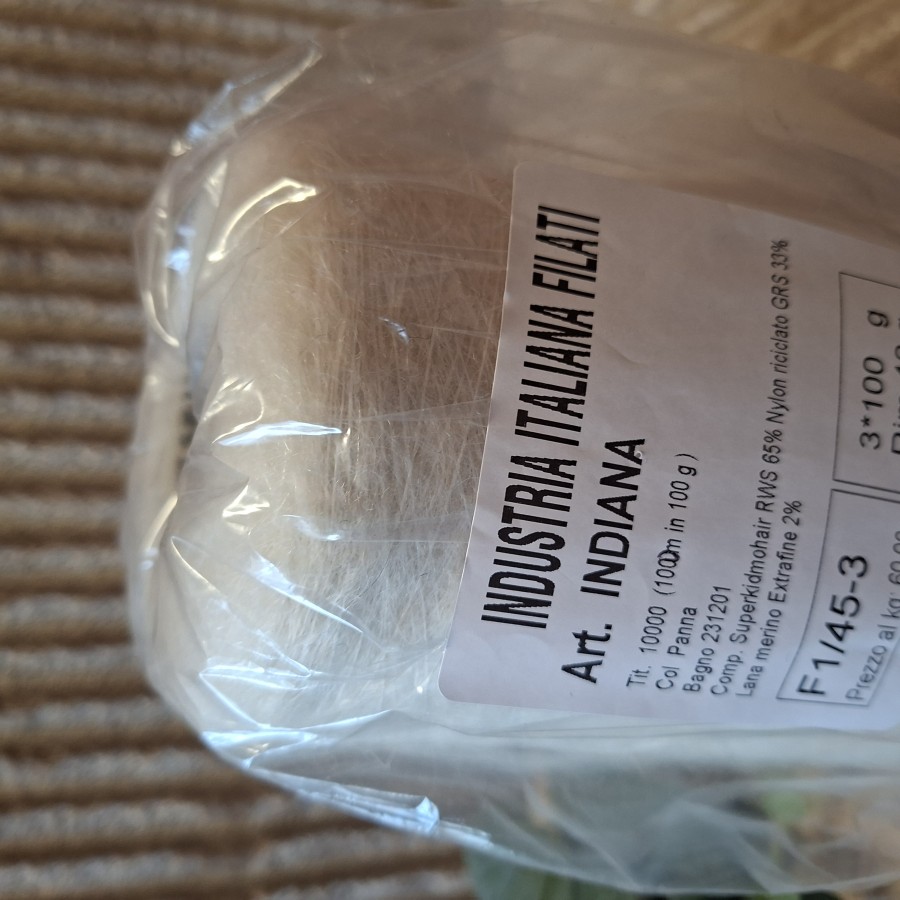 INDUSTRIA ITALIANA FILATI
Art. INDIANA
Tit. 10000 (1000m in 100 g )
Col Panna
Bagno 231201
Comp. Superkidmohair RWS 65% Nylon riciclato GRS 33%
Lana merino Extrafine 2%
F1/45-3
3*100 g
Prezzo al kg: